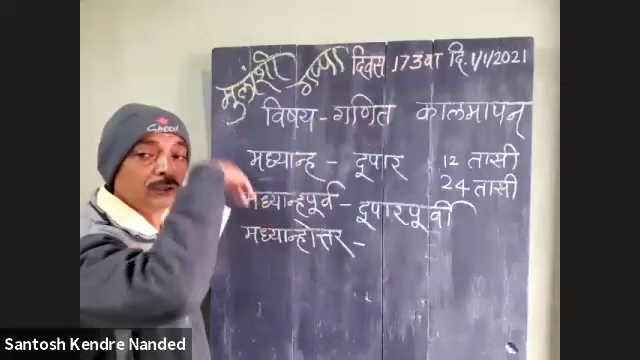 मुलांशी गप्पा दिवस 173वा दि. 1/1/2021
विषय - गणित कालमापन
मध्यान्ह - दूपार 12 तासी
मध्यान्हपूर्व - दूपारपूर्वी 24 तासी
मध्यान्होत्तर -
Santosh Kendre Nanded